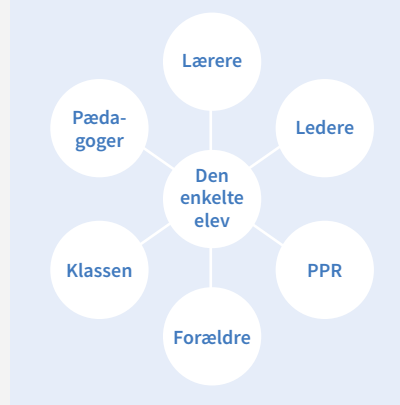 Lærere
Pæda-
goger
Ledere
Den
enkelte
elev
Klassen
PPR
Forældre